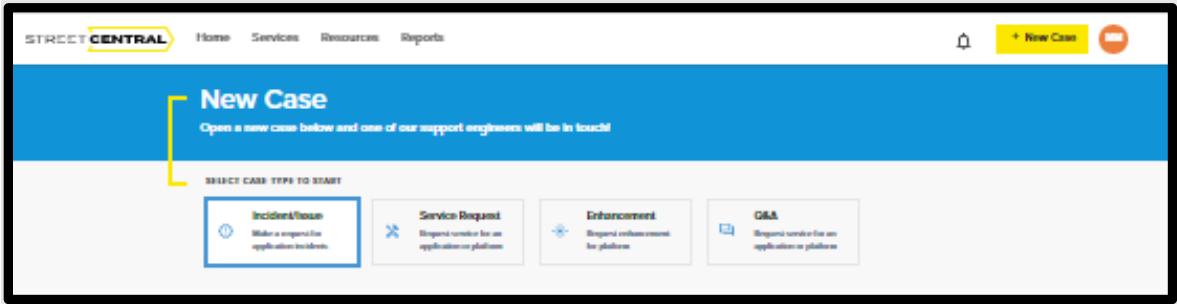 STREETCENTRAL
Home Services Resources Reports
+ New Case
New Case
Open a new case below and one of our support engineers will be in touch!
SELECT CASE TYPE TO START
Incident/Issue
Make a request for
application incidents
Service Request
Request service for an
application or platform
Enhancement
Request enhancement
for platform
Q&A
Request service for an
application or platform